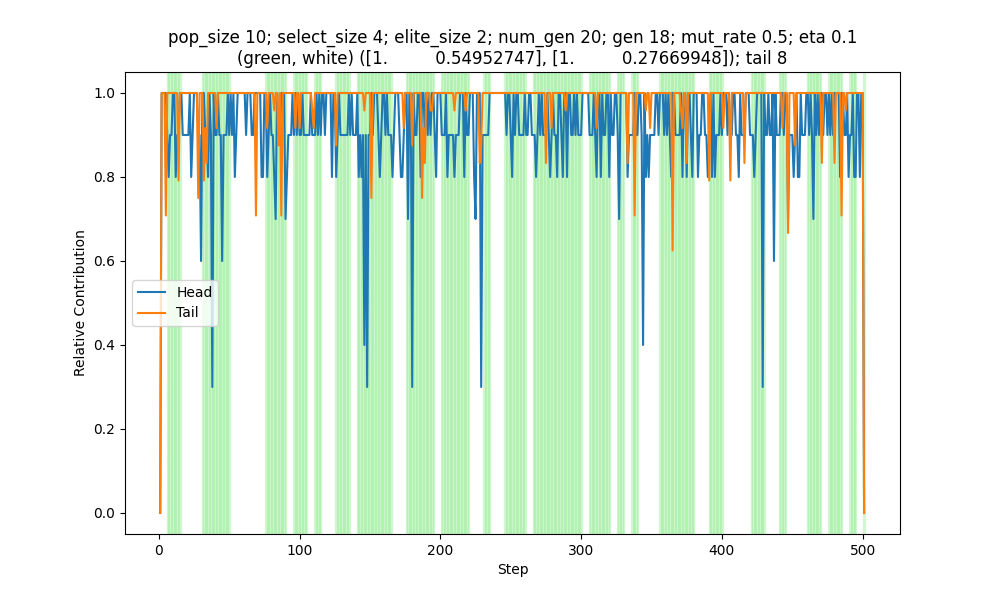 pop_size 10; select_size 4; elite_size 2; num_gen 20; gen 18; mut_rate 0.5; eta 0.1
(green, white) ([1. 0.54952747], [1. 0.27669948]); tail 8
1.0
0.8
0.6
0.4
0.2
0.0
Relative Contribution
Head
Tail
0
100
200
300
400
500
Step